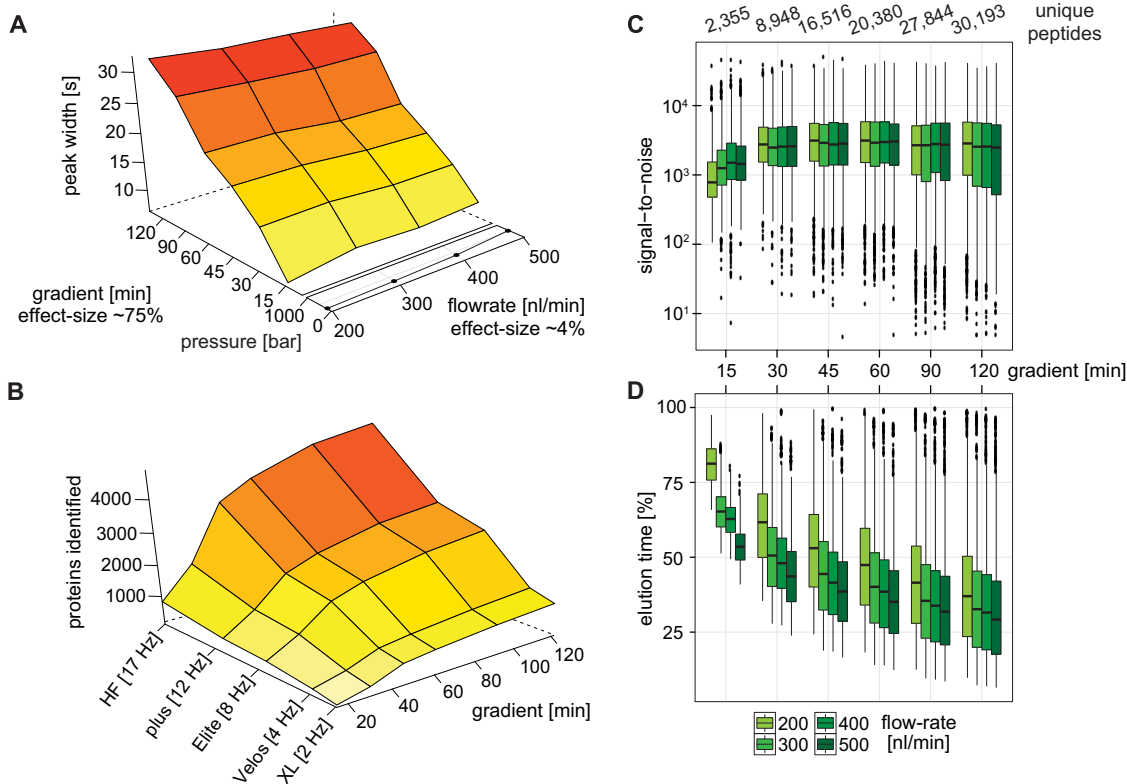 A
peak width [s]
30
25
20
15
10
120
90
60
45
30
15
1000
0
200
300
400
500
gradient [min]
effect-size ~75%
pressure [bar]
flowrate [nl/min]
effect-size ~4%
B
proteins identified
4000
3000
2000
1000
HF [17 Hz]
plus [12 Hz]
Elite [8 Hz]
Velos [4 Hz]
XL [2 Hz]
20
40
60
80
100
120
gradient [min]
C
2,355
8,948
16,516
20,380
27,844
30,193
unique
peptides
signal-to-noise
10⁴
10³
10²
10¹
15
30
45
60
90
120
gradient [min]
D
elution time [%]
100
75
50
25
200
400
300
500
flow-rate
[nl/min]